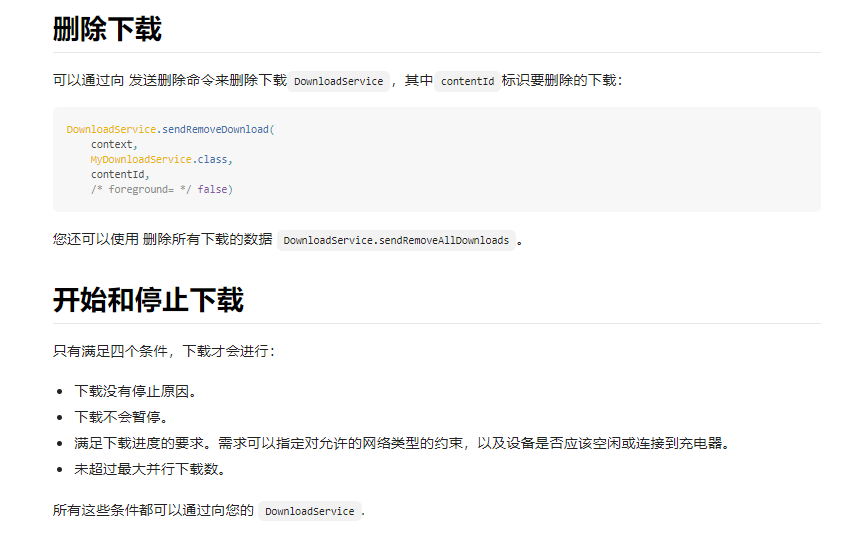 删除下载
可以通过向 发送删除命令来删除下载 DownloadService ，其中 contentId 标识要删除的下载：
DownloadService.sendRemoveDownload(
    context,
    MyDownloadService.class,
    contentId,
    /* foreground= */ false)
您还可以使用 删除所有下载的数据 DownloadService.sendRemoveAllDownloads 。
开始和停止下载
只有满足四个条件，下载才会进行：
• 下载没有停止原因。
• 下载不会暂停。
• 满足下载进度的要求。需求可以指定对允许的网络类型的约束，以及设备是否应该空闲或连接到充电器。
• 未超过最大并行下载数。
所有这些条件都可以通过向您的 DownloadService .